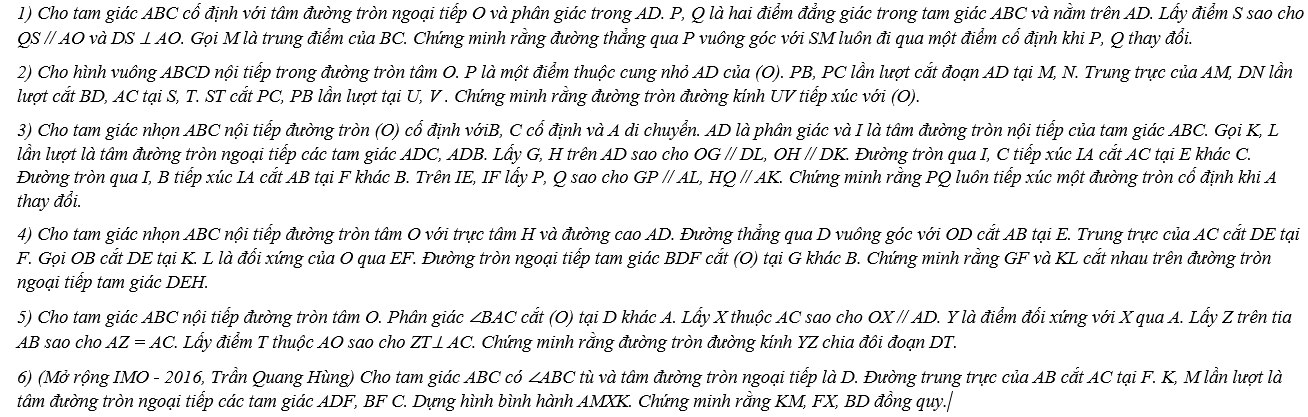 1) Cho tam giác ABC cố định với tâm đường tròn ngoại tiếp O và phân giác trong AD. P, Q là hai điểm đẳng giác trong tam giác ABC và nằm trên AD. Lấy điểm S sao cho
QS // AO và DS ⊥ AO. Gọi M là trung điểm của BC. Chứng minh rằng đường thẳng qua P vuông góc với SM luôn đi qua một điểm cố định khi P, Q thay đổi.
2) Cho hình vuông ABCD nội tiếp trong đường tròn tâm O. P là một điểm thuộc cung nhỏ AD của (O). PB, PC lần lượt cắt đoạn AD tại M, N. Trung trực của AM, DN lần
lượt cắt BD, AC tại S, T. ST cắt PC, PB lần lượt tại U, V . Chứng minh rằng đường tròn đường kính UV tiếp xúc với (O).
3) Cho tam giác nhọn ABC nội tiếp đường tròn (O) cố định vớiB, C cố định và A di chuyển. AD là phân giác và I là tâm đường tròn nội tiếp của tam giác ABC. Gọi K, L
lần lượt là tâm đường tròn ngoại tiếp các tam giác ADC, ADB. Lấy G, H trên AD sao cho OG // DL, OH // DK. Đường tròn qua I, C tiếp xúc IA cắt AC tại E khác C.
Đường tròn qua I, B tiếp xúc IA cắt AB tại F khác B. Trên IE, IF lấy P, Q sao cho GP // AL, HQ // AK. Chứng minh rằng PQ luôn tiếp xúc một đường tròn cố định khi A
thay đổi.
4) Cho tam giác nhọn ABC nội tiếp đường tròn tâm O với trực tâm H và đường cao AD. Đường thẳng qua D vuông góc với OD cắt AB tại E. Trung trực của AC cắt DE tại
F. Gọi OB cắt DE tại K. L là đối xứng của O qua EF. Đường tròn ngoại tiếp tam giác BDF cắt (O) tại G khác B. Chứng minh rằng GF và KL cắt nhau trên đường tròn
ngoại tiếp tam giác DEH.
5) Cho tam giác ABC nội tiếp đường tròn tâm O. Phân giác ∠BAC cắt (O) tại D khác A. Lấy X thuộc AC sao cho OX // AD. Y là điểm đối xứng với X qua A. Lấy Z trên tia
AB sao cho AZ = AC. Lấy điểm T thuộc AO sao cho ZT ⊥ AC. Chứng minh rằng đường tròn đường kính YZ chia đôi đoạn DT.
6) (Mở rộng IMO - 2016, Trần Quang Hùng) Cho tam giác ABC có ∠ABC tù và tâm đường tròn ngoại tiếp là D. Đường trung trực của AB cắt AC tại F. K, M lần lượt là
tâm đường tròn ngoại tiếp các tam giác ADF, BF C. Dựng hình bình hành AMXK. Chứng minh rằng KM, FX, BD đồng quy.